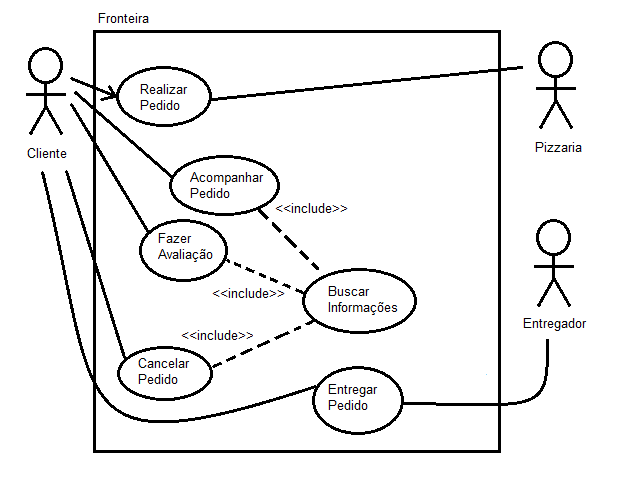 Fronteira
Realizar
Pedido
Cliente
Pizzaria
Acompanhar
Pedido
<<include>>
Fazer
Avaliação
<<include>>
Buscar
Informações
Entregador
<<include>>
Cancelar
Pedido
Entregar
Pedido